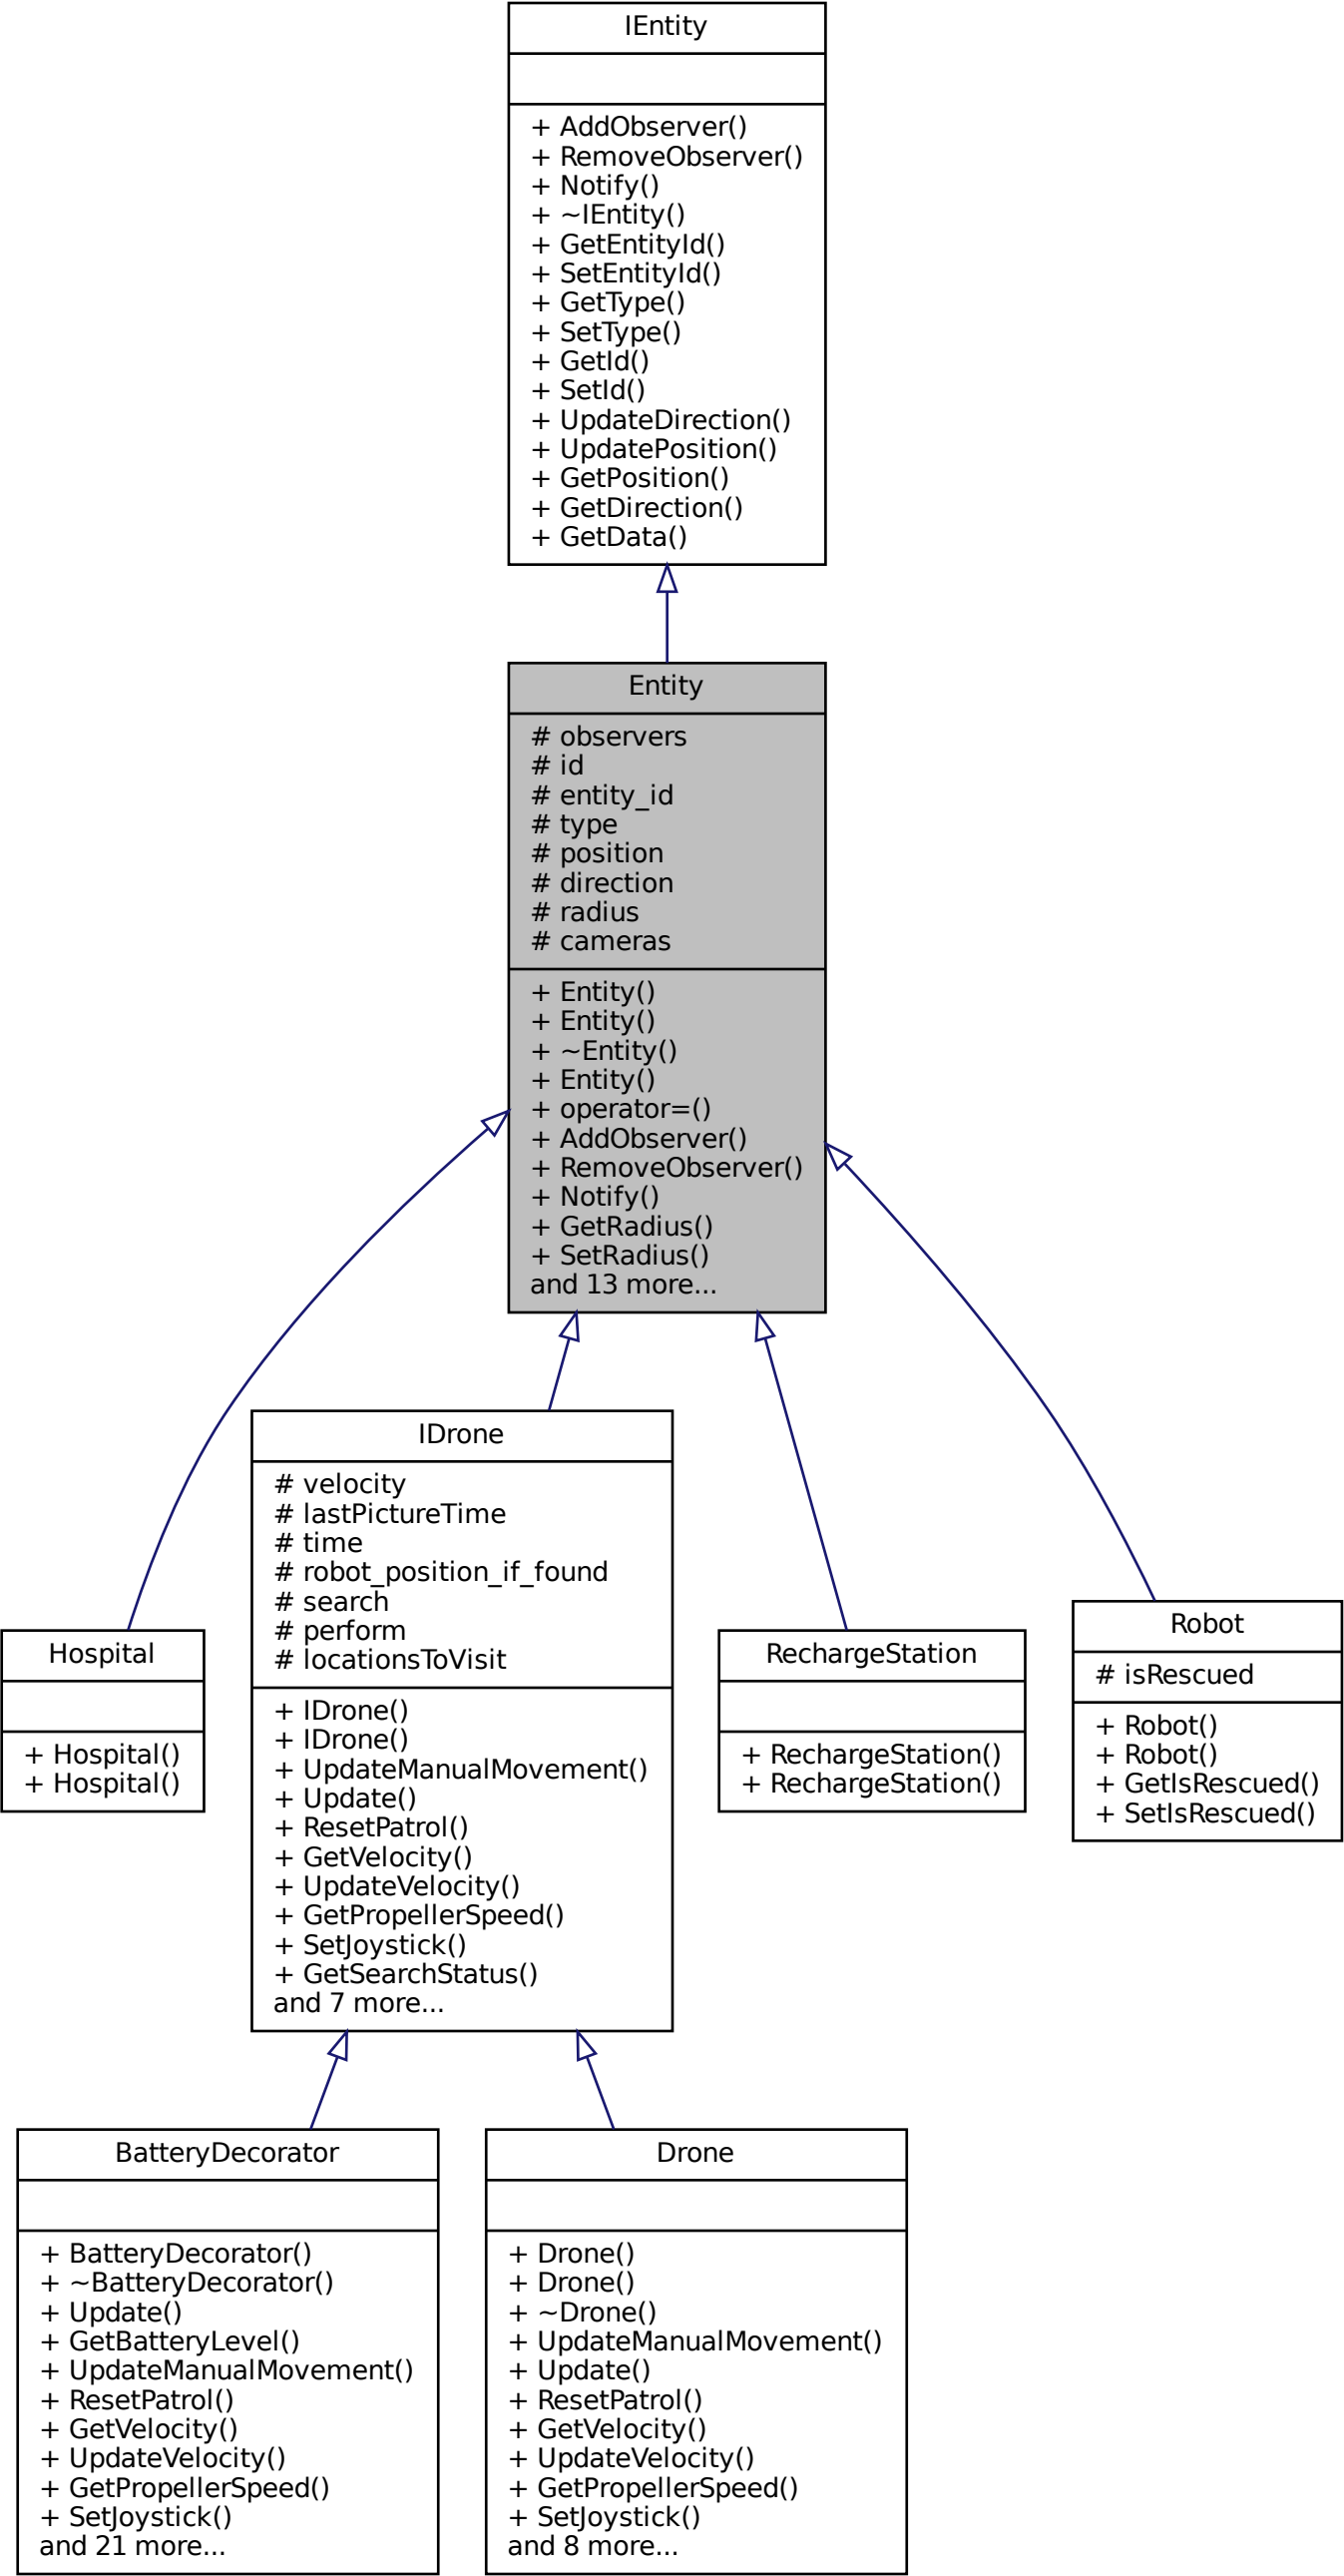 IEntity
+ AddObserver()
+ RemoveObserver()
+ Notify()
+ ~IEntity()
+ GetEntityId()
+ SetEntityId()
+ GetType()
+ SetType()
+ GetId()
+ SetId()
+ UpdateDirection()
+ UpdatePosition()
+ GetPosition()
+ GetDirection()
+ GetData()
Entity
# observers
# id
# entity_id
# type
# position
# direction
# radius
# cameras
+ Entity()
+ Entity()
+ ~Entity()
+ Entity()
+ operator=()
+ AddObserver()
+ RemoveObserver()
+ Notify()
+ GetRadius()
+ SetRadius()
and 13 more...
Hospital
+ Hospital()
+ Hospital()
IDrone
# velocity
# lastPictureTime
# time
# robot_position_if_found
# search
# perform
# locationsToVisit
+ IDrone()
+ IDrone()
+ UpdateManualMovement()
+ Update()
+ ResetPatrol()
+ GetVelocity()
+ UpdateVelocity()
+ GetPropellerSpeed()
+ SetJoystick()
+ GetSearchStatus()
and 7 more...
RechargeStation
+ RechargeStation()
+ RechargeStation()
Robot
# isRescued
+ Robot()
+ Robot()
+ GetIsRescued()
+ SetIsRescued()
BatteryDecorator
+ BatteryDecorator()
+ ~BatteryDecorator()
+ Update()
+ GetBatteryLevel()
+ UpdateManualMovement()
+ ResetPatrol()
+ GetVelocity()
+ UpdateVelocity()
+ GetPropellerSpeed()
+ SetJoystick()
and 21 more...
Drone
+ Drone()
+ Drone()
+ ~Drone()
+ UpdateManualMovement()
+ Update()
+ ResetPatrol()
+ GetVelocity()
+ UpdateVelocity()
+ GetPropellerSpeed()
+ SetJoystick()
and 8 more...